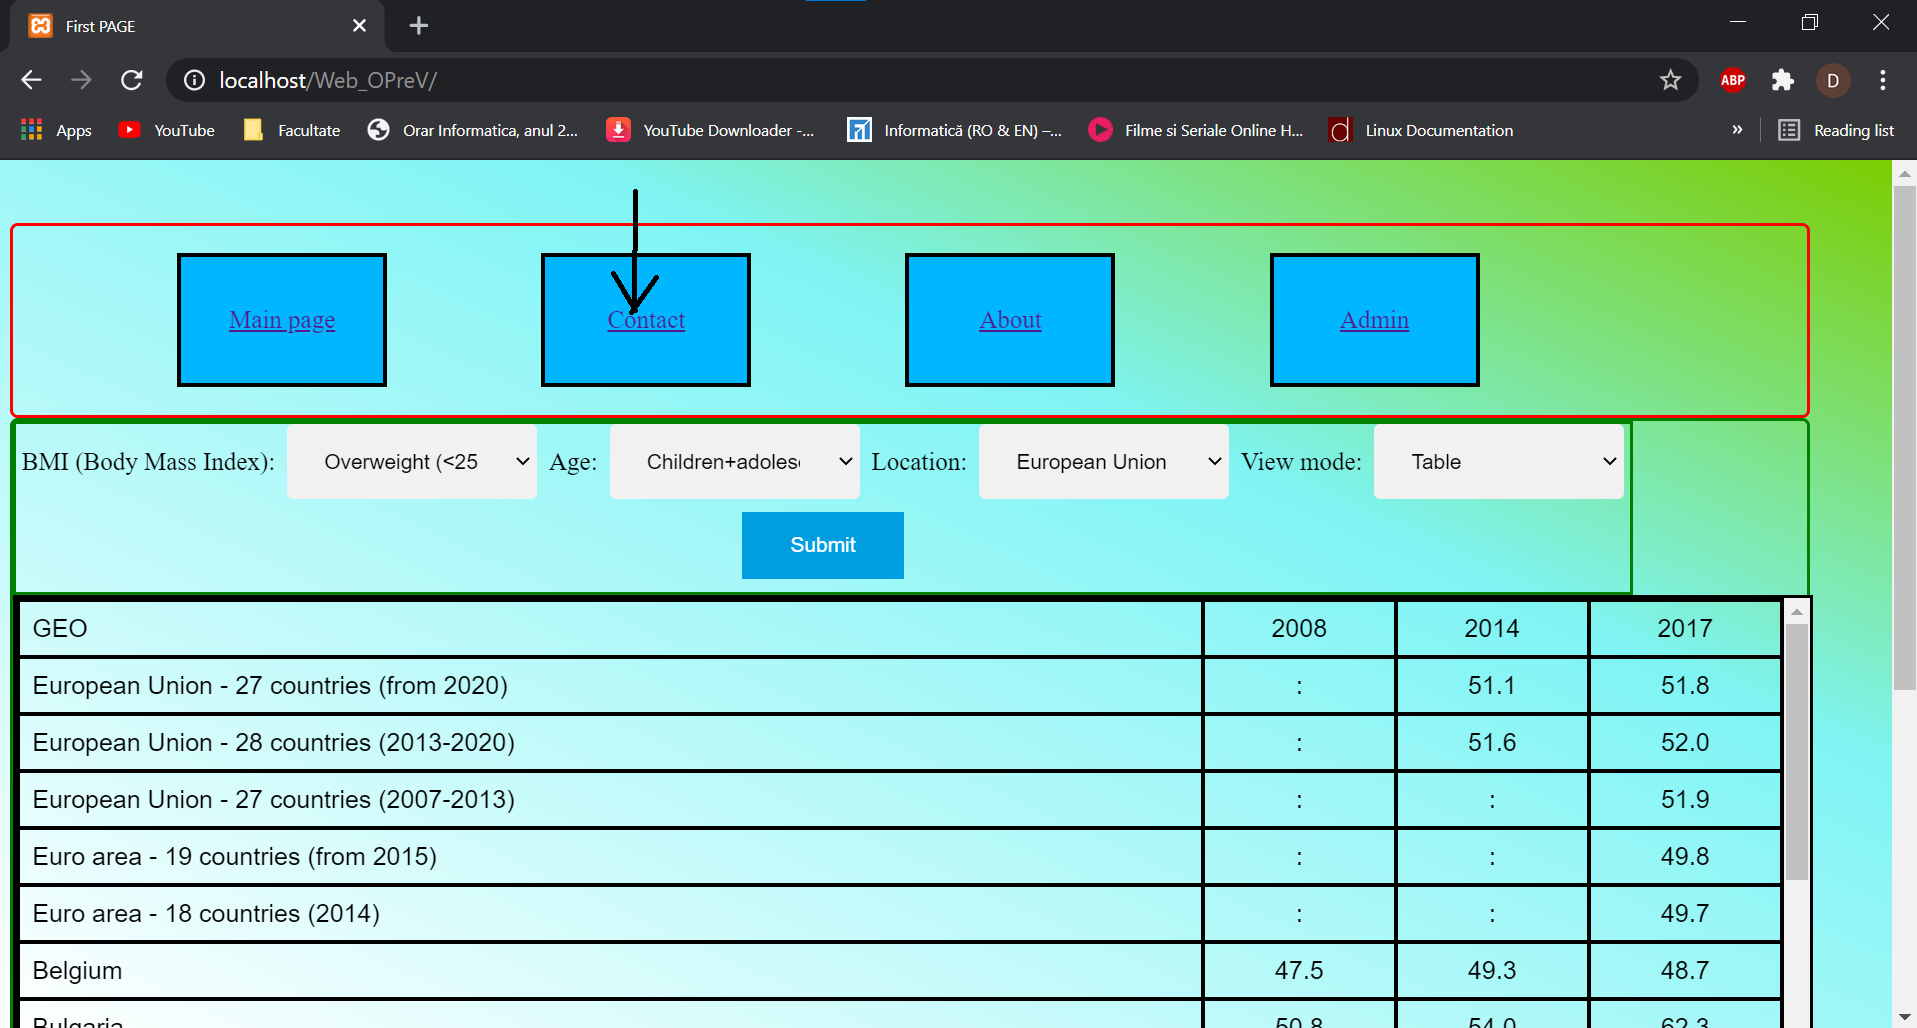 First PAGE
localhost/Web_OPreV/
ABP
D
Apps YouTube Facultate Orar Informatica, anul 2... YouTube Downloader -... Informatică (RO & EN) –... Filme si Seriale Online H... Linux Documentation » Reading list
Main page Contact About Admin
BMI (Body Mass Index): Overweight (<25 Age: Children+adoles Location: European Union View mode: Table
Submit
GEO 2008 2014 2017
European Union - 27 countries (from 2020) : 51.1 51.8
European Union - 28 countries (2013-2020) : 51.6 52.0
European Union - 27 countries (2007-2013) : : 51.9
Euro area - 19 countries (from 2015) : : 49.8
Euro area - 18 countries (2014) : : 49.7
Belgium 47.5 49.3 48.7
Bulgaria 50.8 54.0 62.3